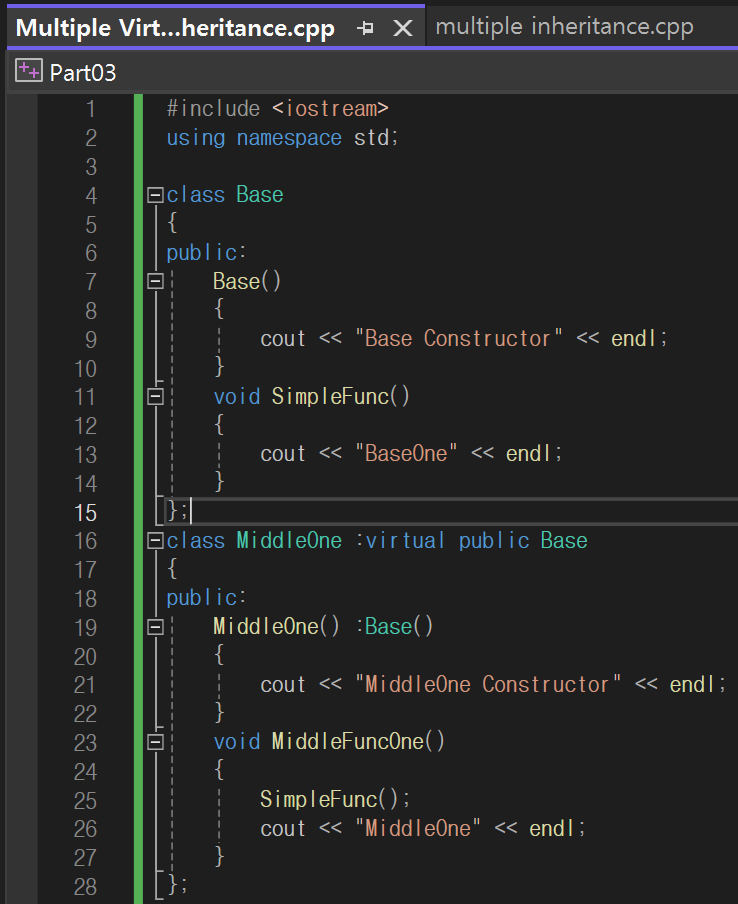 Multiple Virt...heritance.cpp
multiple inheritance.cpp
Part03
1 #include <iostream>
2 using namespace std;
3
4 class Base
5 {
6 public:
7 Base()
8 {
9 cout << "Base Constructor" << endl;
10 }
11 void SimpleFunc()
12 {
13 cout << "BaseOne" << endl;
14 }
15 };
16 class MiddleOne :virtual public Base
17 {
18 public:
19 MiddleOne() :Base()
20 {
21 cout << "MiddleOne Constructor" << endl;
22 }
23 void MiddleFuncOne()
24 {
25 SimpleFunc();
26 cout << "MiddleOne" << endl;
27 }
28 };